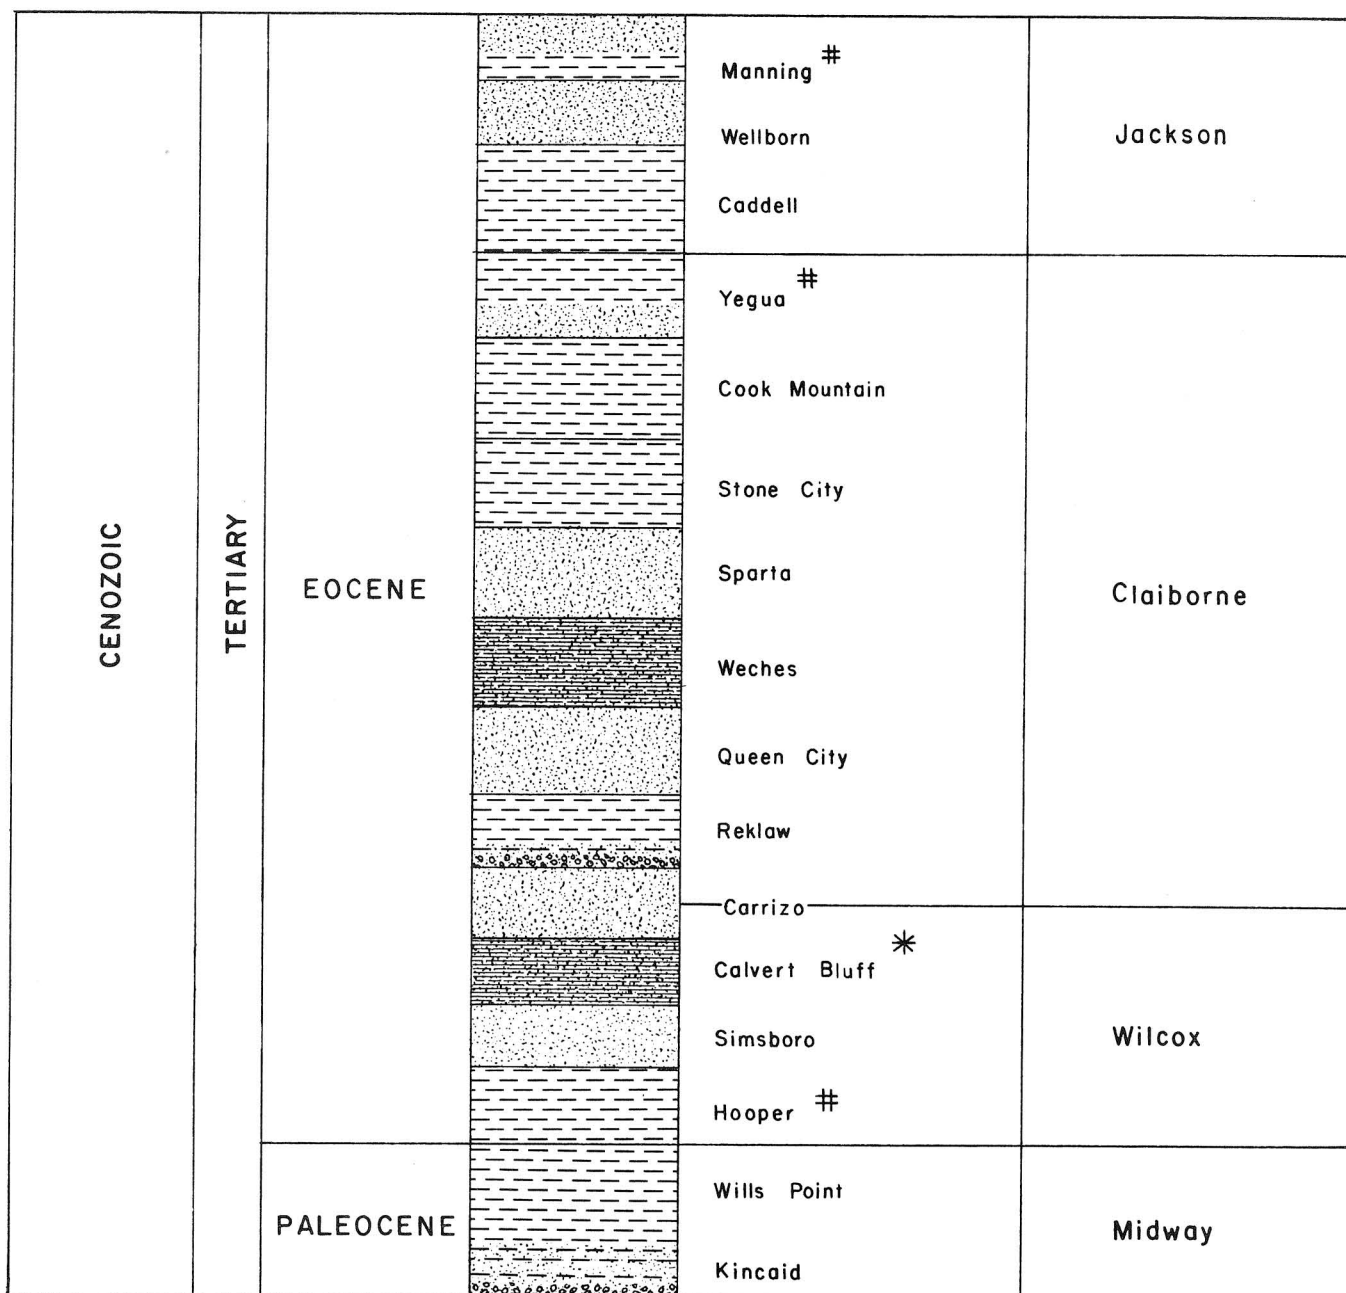 Manning #
Wellborn
Jackson
Caddell
Yegua #
Cook Mountain
Stone City
CENOZOIC
TERTIARY
EOCENE
Sparta
Claiborne
Weches
Queen City
Reklaw
Carrizo
Calvert Bluff *
Simsboro
Wilcox
Hooper #
Wills Point
PALEOCENE
Midway
Kincaid